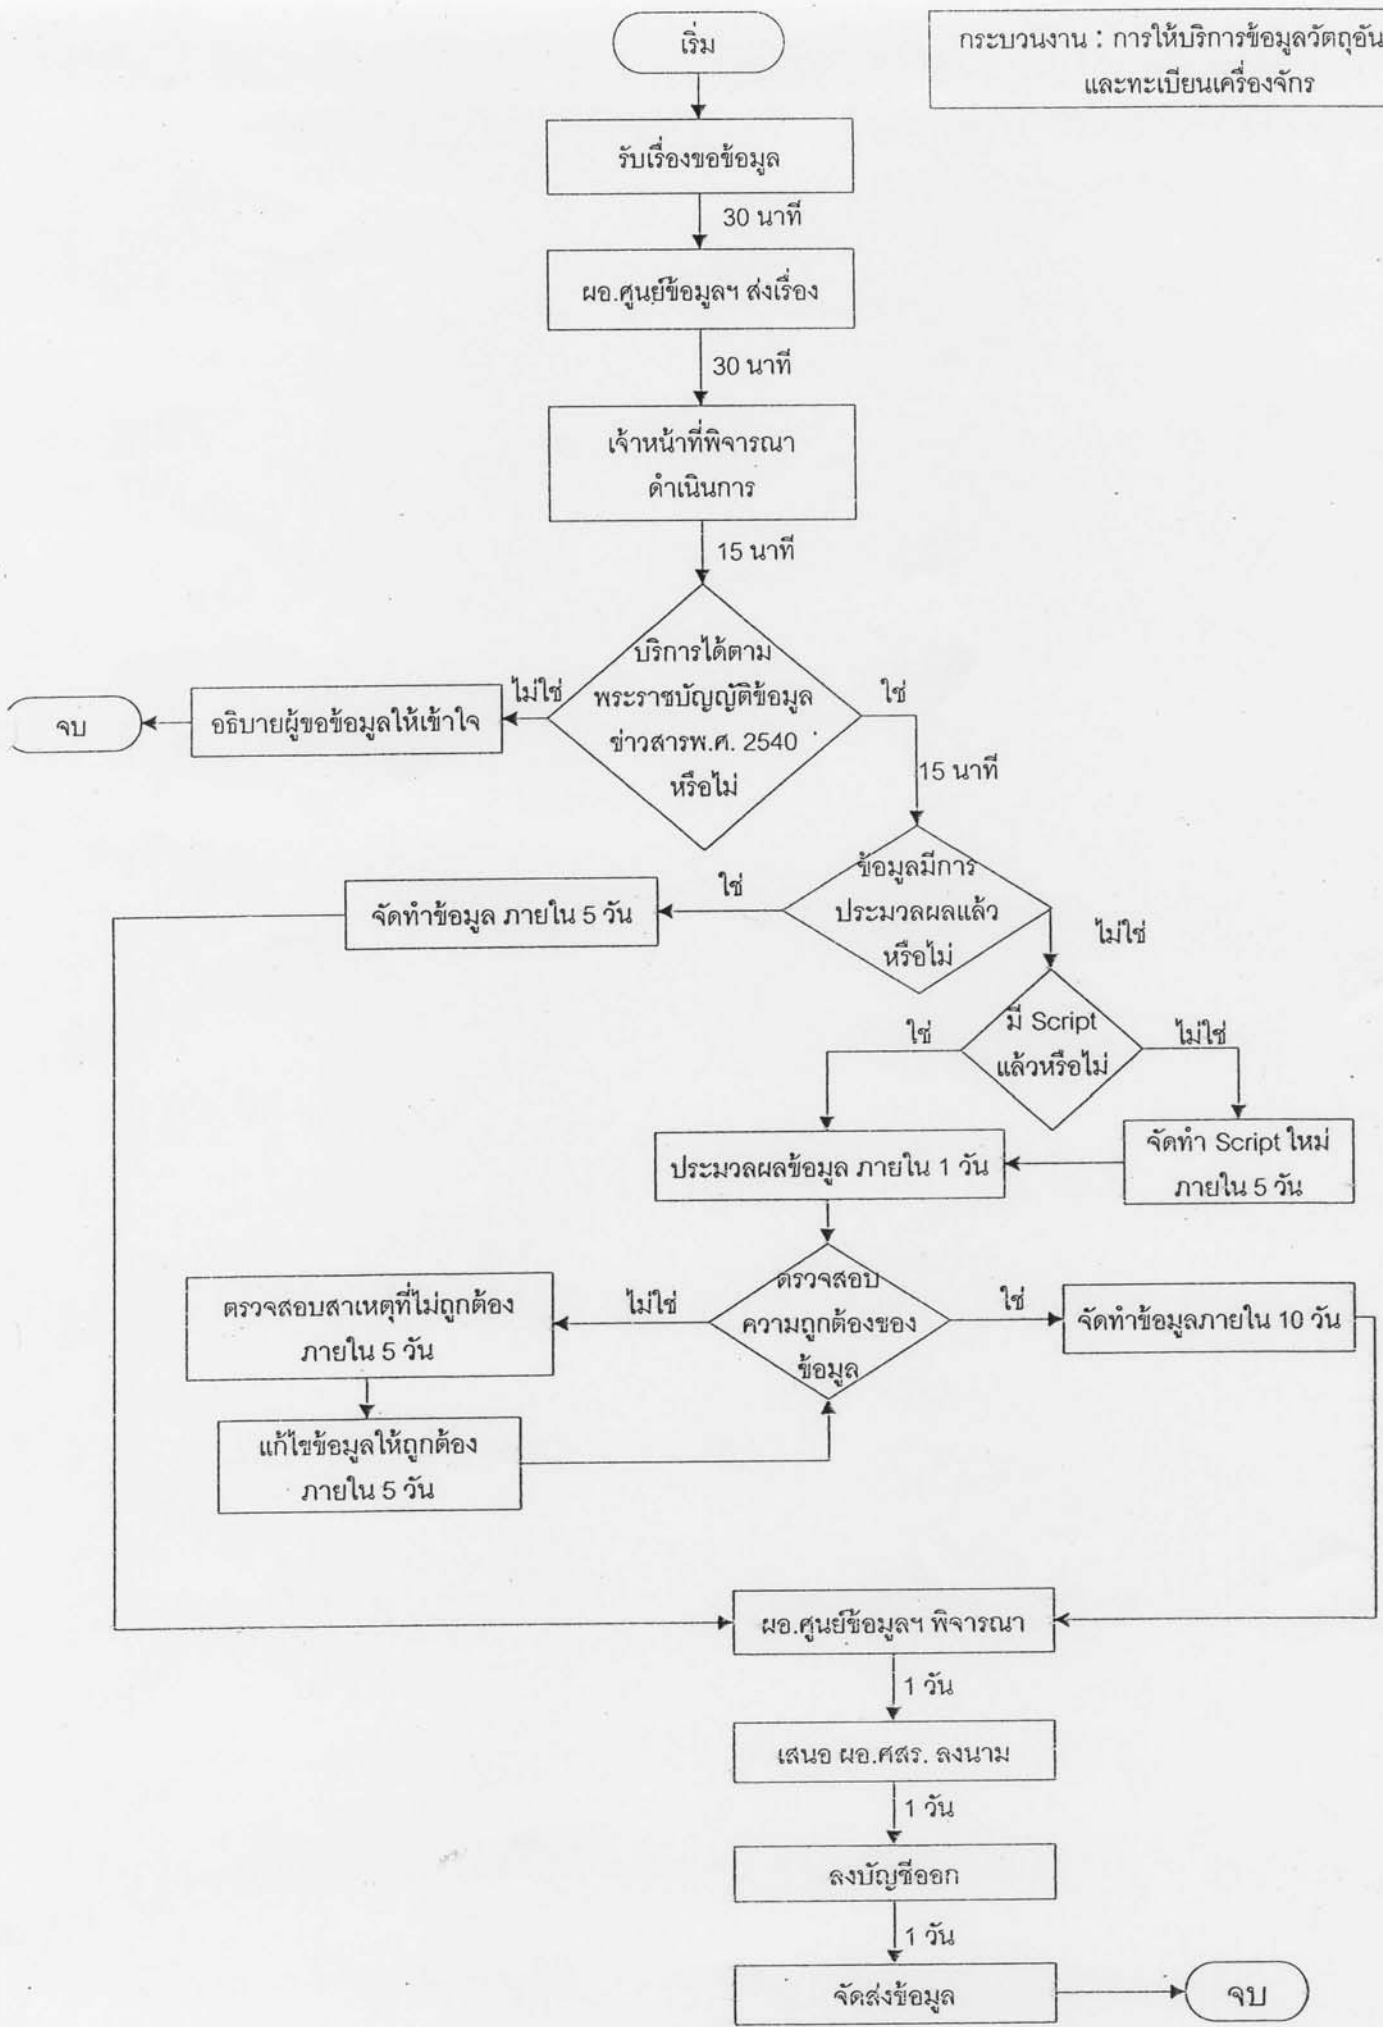 เริ่ม
กระบวนงาน : การให้บริการข้อมูลวัตถุอัน
และทะเบียนเครื่องจักร
รับเรื่องขอข้อมูล
30 นาที
ผอ.ศูนย์ข้อมูลฯ ส่งเรื่อง
30 นาที
เจ้าหน้าที่พิจารณา
ดำเนินการ
15 นาที
บริการได้ตาม
พระราชบัญญัติข้อมูล
ข่าวสารพ.ศ. 2540
หรือไม่
ไม่ใช่
ใช่
อธิบายผู้ขอข้อมูลให้เข้าใจ
จบ
15 นาที
ข้อมูลมีการ
ประมวลผลแล้ว
หรือไม่
ใช่
ไม่ใช่
จัดทำข้อมูล ภายใน 5 วัน
มี Script
แล้วหรือไม่
ใช่
ไม่ใช่
ประมวลผลข้อมูล ภายใน 1 วัน
จัดทำ Script ใหม่
ภายใน 5 วัน
ตรวจสอบ
ความถูกต้องของ
ข้อมูล
ไม่ใช่
ใช่
ตรวจสอบสาเหตุที่ไม่ถูกต้อง
ภายใน 5 วัน
จัดทำข้อมูลภายใน 10 วัน
แก้ไขข้อมูลให้ถูกต้อง
ภายใน 5 วัน
ผอ.ศูนย์ข้อมูลฯ พิจารณา
1 วัน
เสนอ ผอ.ศสร. ลงนาม
1 วัน
ลงบัญชีออก
1 วัน
จัดส่งข้อมูล
จบ